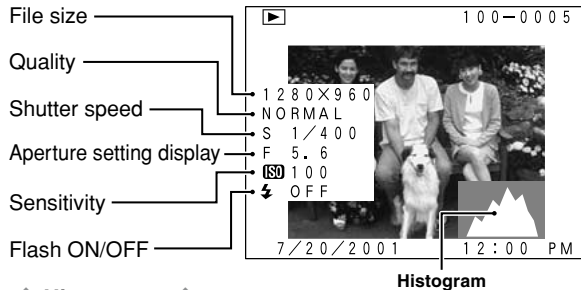 File size
Quality
Shutter speed
Aperture setting display
Sensitivity
Flash ON/OFF
100-0005
1280×960
NORMAL
S 1/400
F 5.6
ISO 100
OFF
7/20/2001 12:00 PM
Histogram